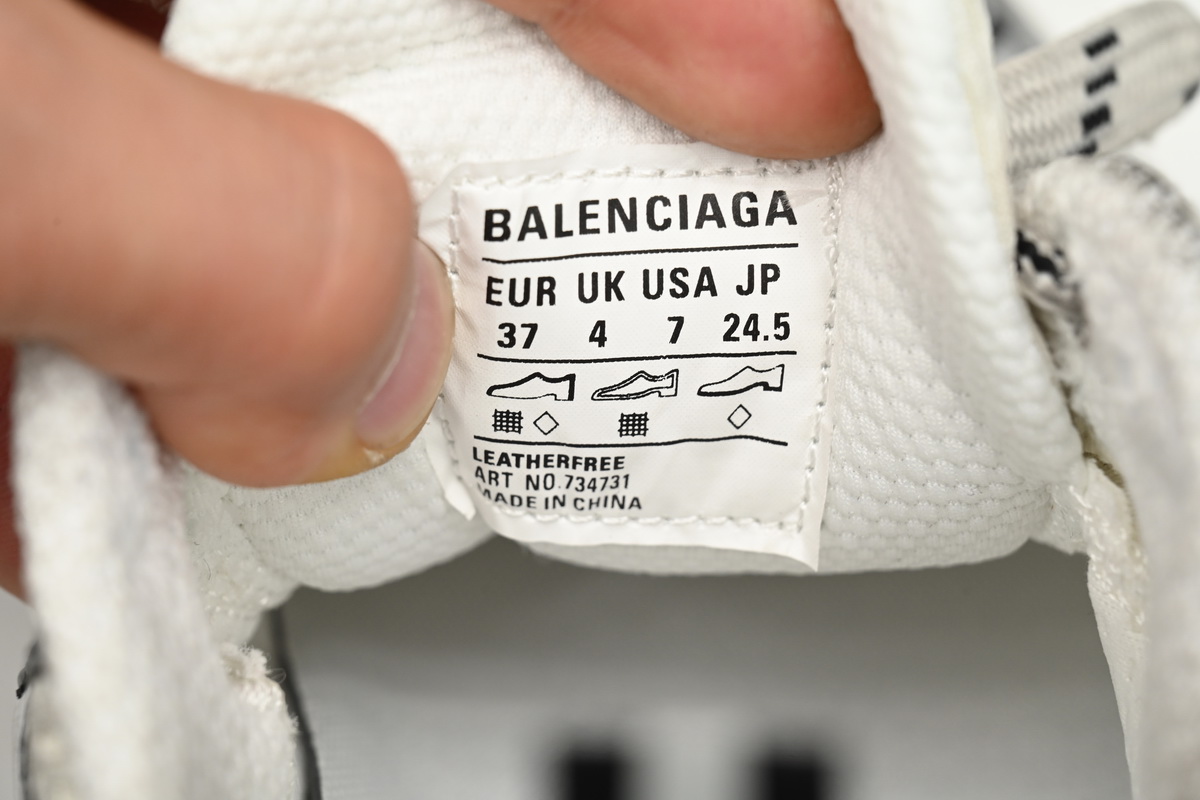 BALENCIAGA
EUR UK USA JP
37 4 7 24.5
LEATHERFREE
ART NO.734731
MADE IN CHINA